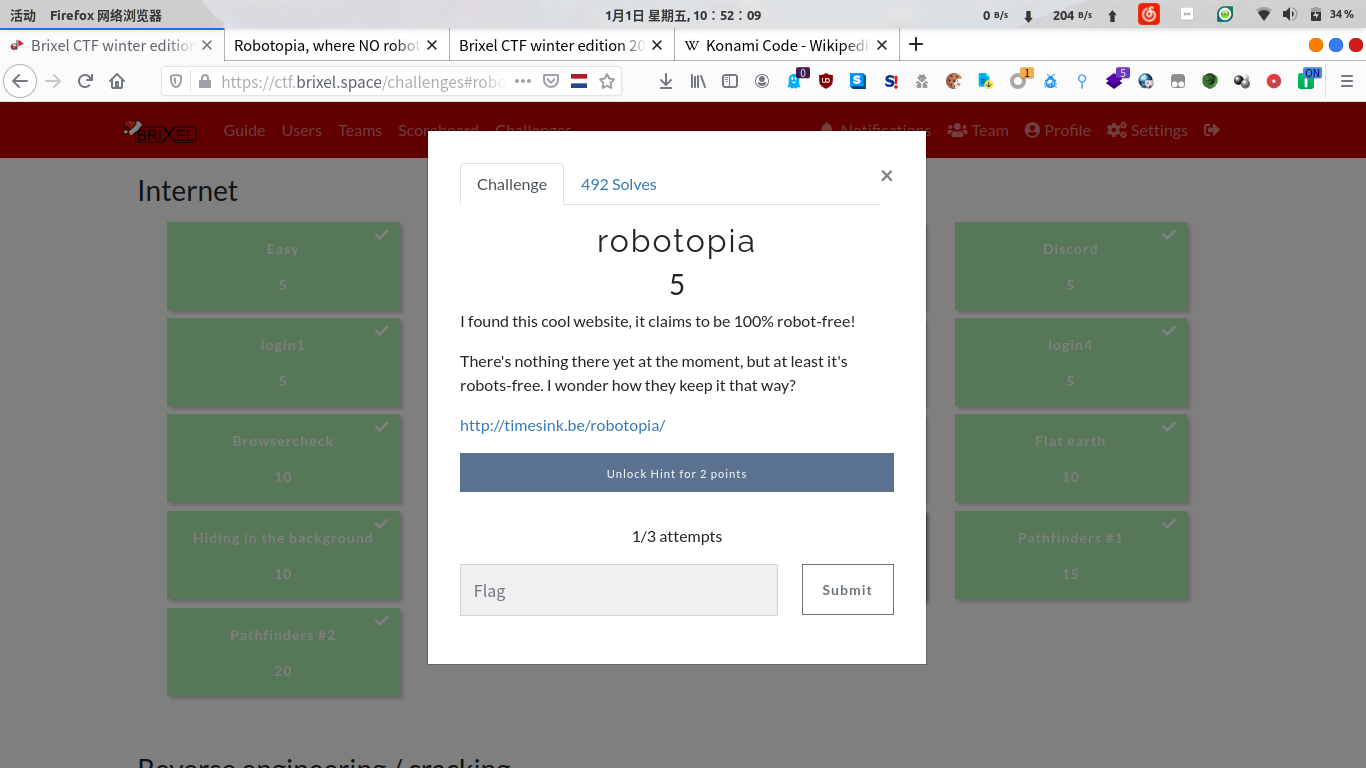 活动 Firefox 网络浏览器 1月1日 星期五, 10：52：09 0 B/s 204 B/s 34 %
Brixel CTF winter edition Robotopia, where NO robot Brixel CTF winter edition 20 Konami Code - Wikipedi
https://ctf.brixel.space/challenges#robo
0 1 5 ON
BRIXEL Guide Users Teams Scoreboard Challenges Notifications Team Profile Settings
Internet
Challenge 492 Solves
robotopia
5
I found this cool website, it claims to be 100% robot-free!
There's nothing there yet at the moment, but at least it's
robots-free. I wonder how they keep it that way?
http://timesink.be/robotopia/
Unlock Hint for 2 points
1/3 attempts
Flag Submit
Easy
5
Discord
5
login1
5
login4
5
Browsercheck
10
Flat earth
10
Hiding in the background
10
Pathfinders #1
15
Pathfinders #2
20
Reverse engineering / cracking